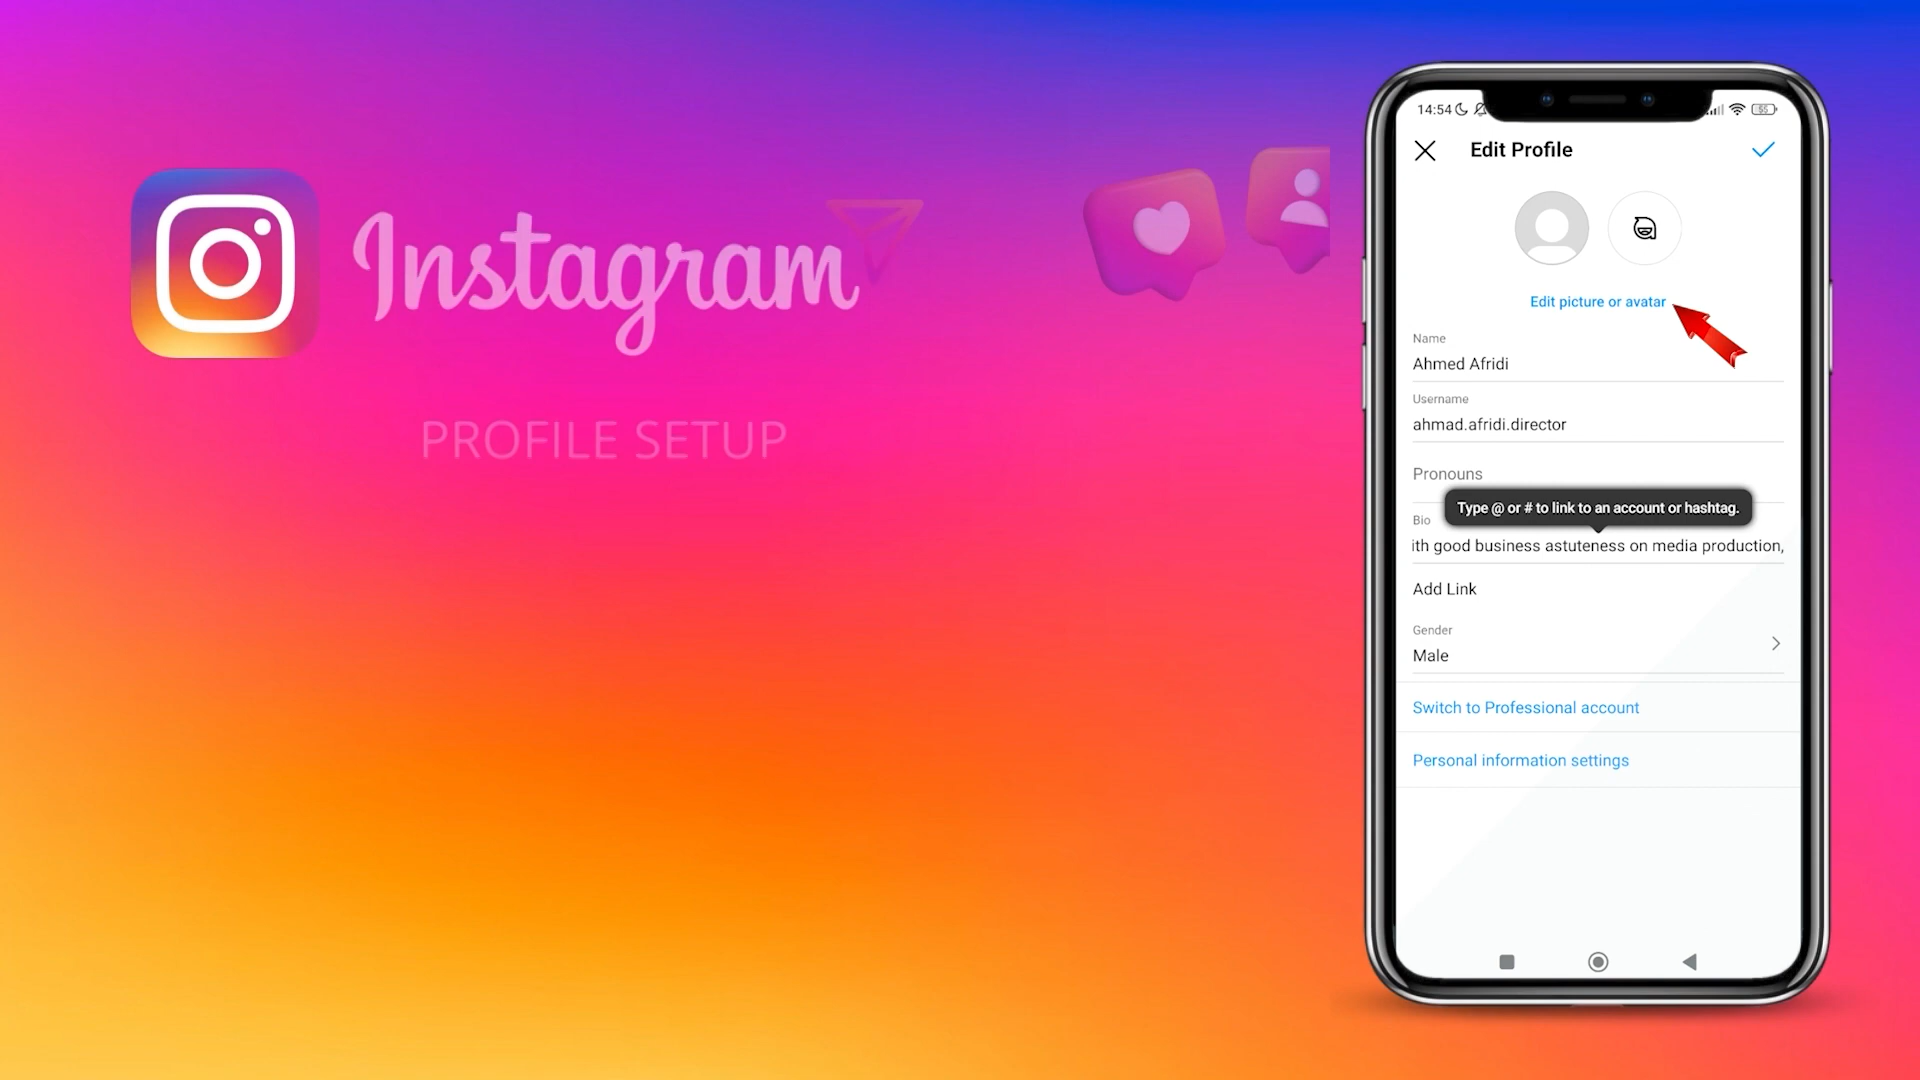 Instagram
PROFILE SETUP
14:54
55
Edit Profile
Edit picture or avatar
Name
Ahmed Afridi
Username
ahmad.afridi.director
Pronouns
Type @ or # to link to an account or hashtag.
Bio
ith good business astuteness on media production,
Add Link
Gender
Male
Switch to Professional account
Personal information settings